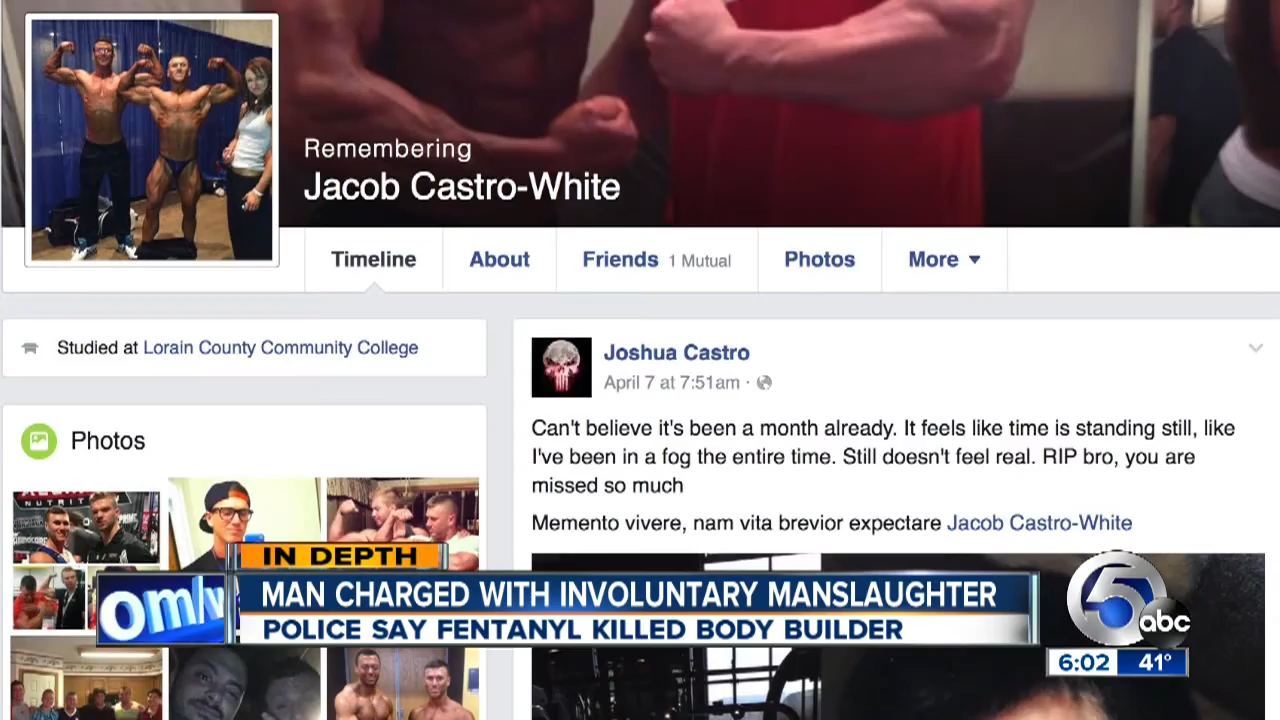 Remembering
Jacob Castro-White
Timeline
About
Friends 1 Mutual
Photos
More
Studied at Lorain County Community College
Photos
NUTRIT
Joshua Castro
April 7 at 7:51am ·
Can't believe it's been a month already. It feels like time is standing still, like
I've been in a fog the entire time. Still doesn't feel real. RIP bro, you are
missed so much
Memento vivere, nam vita brevior expectare Jacob Castro-White
IN DEPTH
MAN CHARGED WITH INVOLUNTARY MANSLAUGHTER
POLICE SAY FENTANYL KILLED BODY BUILDER
5
abc
6:02 41°